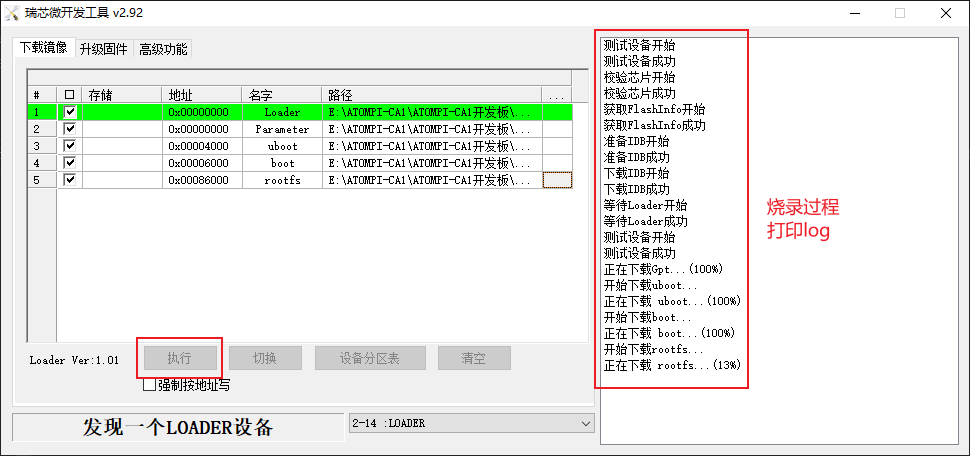 瑞芯微开发工具 v2.92
下载镜像 升级固件 高级功能
# 存储 地址 名字 路径 ...
1 0x00000000 Loader E:\ATOMPI-CA1\ATOMPI-CA1开发板\...
2 0x00000000 Parameter E:\ATOMPI-CA1\ATOMPI-CA1开发板\...
3 0x00004000 uboot E:\ATOMPI-CA1\ATOMPI-CA1开发板\...
4 0x00006000 boot E:\ATOMPI-CA1\ATOMPI-CA1开发板\...
5 0x00086000 rootfs E:\ATOMPI-CA1\ATOMPI-CA1开发板\...
Loader Ver:1.01 执行 切换 设备分区表 清空
强制按地址写
发现一个LOADER设备 2-14 :LOADER
测试设备开始
测试设备成功
校验芯片开始
校验芯片成功
获取FlashInfo开始
获取FlashInfo成功
准备IDB开始
准备IDB成功
下载IDB开始
下载IDB成功
等待Loader开始
等待Loader成功
测试设备开始
测试设备成功
正在下载Gpt...(100%)
开始下载uboot...
正在下载 uboot...(100%)
开始下载boot...
正在下载 boot...(100%)
开始下载rootfs...
正在下载 rootfs...(13%)
烧录过程
打印log